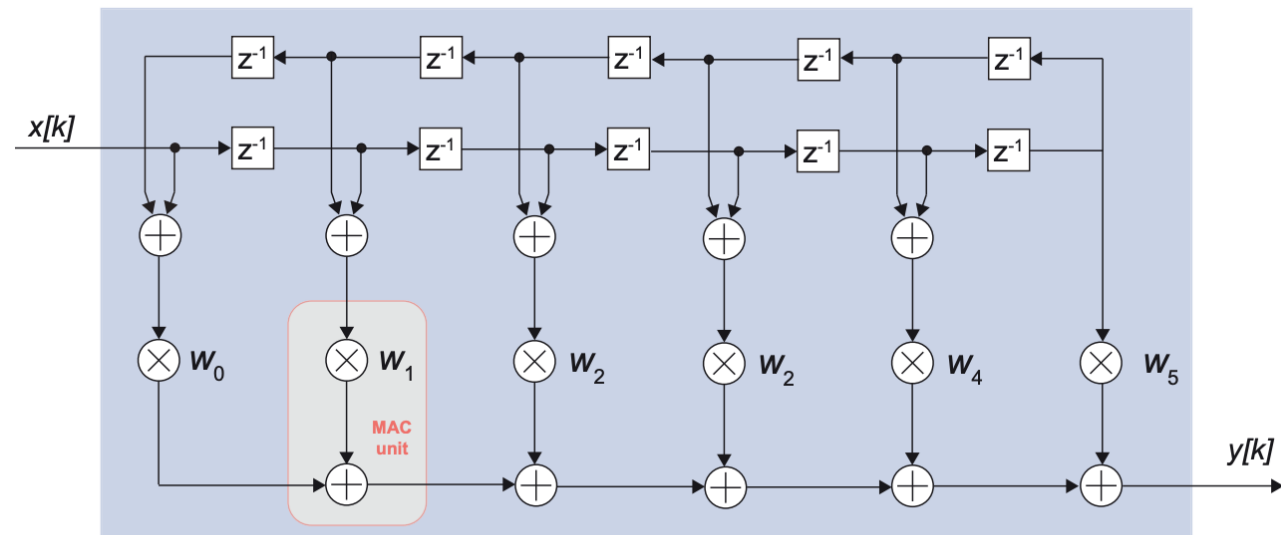 z⁻¹ z⁻¹ z⁻¹ z⁻¹ z⁻¹
x[k]
z⁻¹ z⁻¹ z⁻¹ z⁻¹ z⁻¹
w₀ w₁ w₂ w₂ w₄ w₅
MAC
unit
y[k]